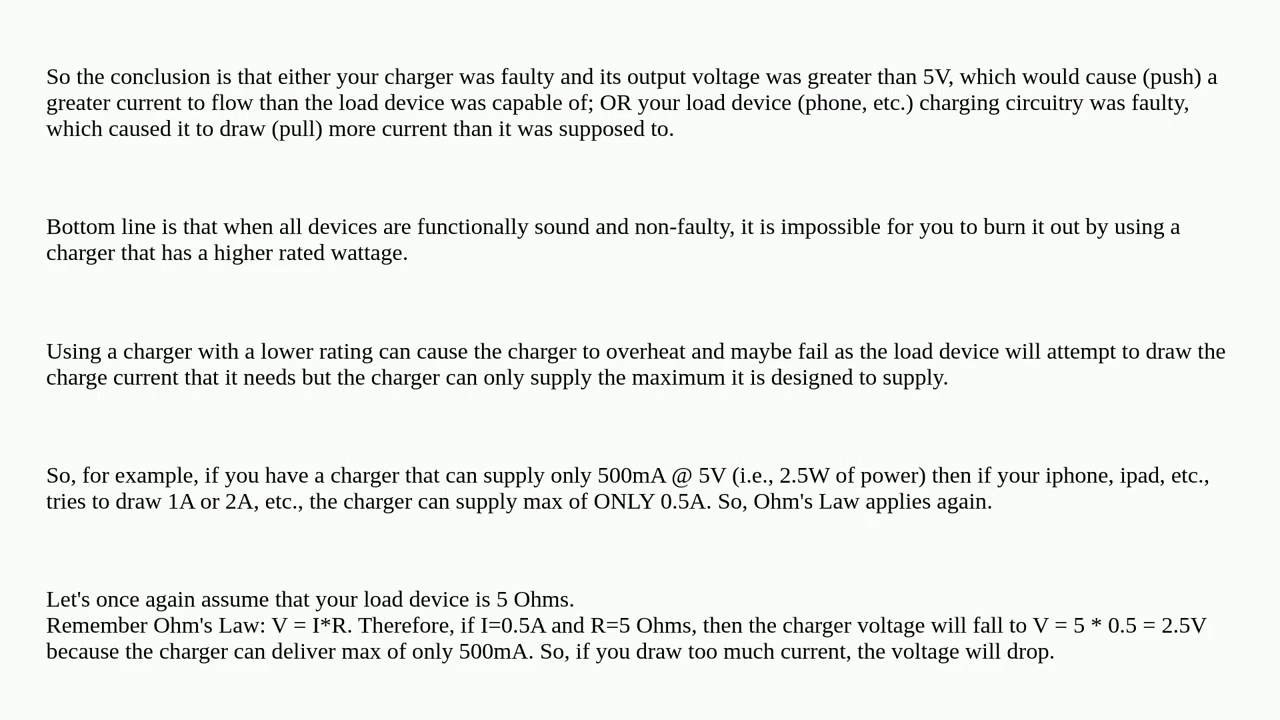 So the conclusion is that either your charger was faulty and its output voltage was greater than 5V, which would cause (push) a
greater current to flow than the load device was capable of; OR your load device (phone, etc.) charging circuitry was faulty,
which caused it to draw (pull) more current than it was supposed to.
Bottom line is that when all devices are functionally sound and non-faulty, it is impossible for you to burn it out by using a
charger that has a higher rated wattage.
Using a charger with a lower rating can cause the charger to overheat and maybe fail as the load device will attempt to draw the
charge current that it needs but the charger can only supply the maximum it is designed to supply.
So, for example, if you have a charger that can supply only 500mA @ 5V (i.e., 2.5W of power) then if your iphone, ipad, etc.,
tries to draw 1A or 2A, etc., the charger can supply max of ONLY 0.5A. So, Ohm's Law applies again.
Let's once again assume that your load device is 5 Ohms.
Remember Ohm's Law: V = I*R. Therefore, if I=0.5A and R=5 Ohms, then the charger voltage will fall to V = 5 * 0.5 = 2.5V
because the charger can deliver max of only 500mA. So, if you draw too much current, the voltage will drop.